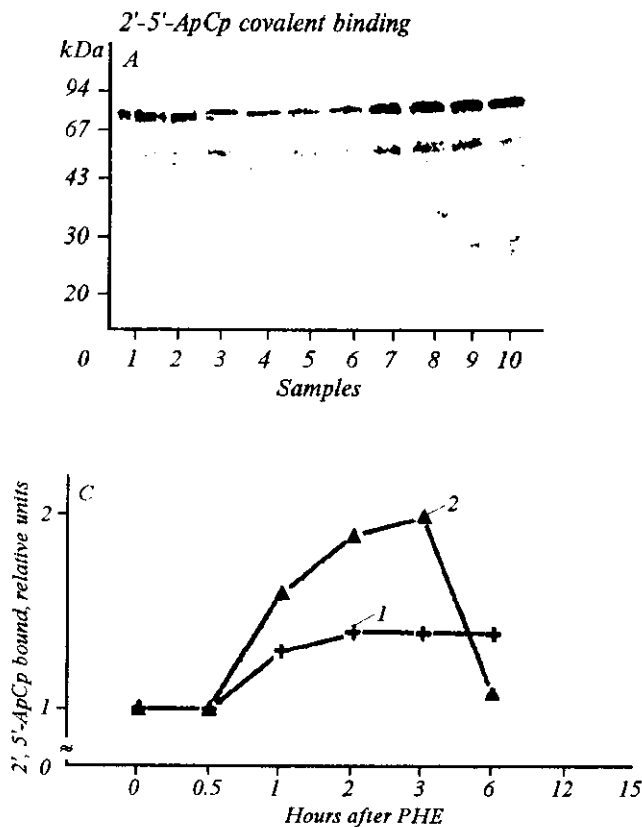 2'-5'-ApCp covalent binding
kDa
A
94
67
43
30
20
0
1 2 3 4 5 6 7 8 9 10
Samples
2', 5'-ApCp bound, relative units
C
2
1
≈
0
2
1
0 0.5 1 2 3 6 12 15
Hours after PHE